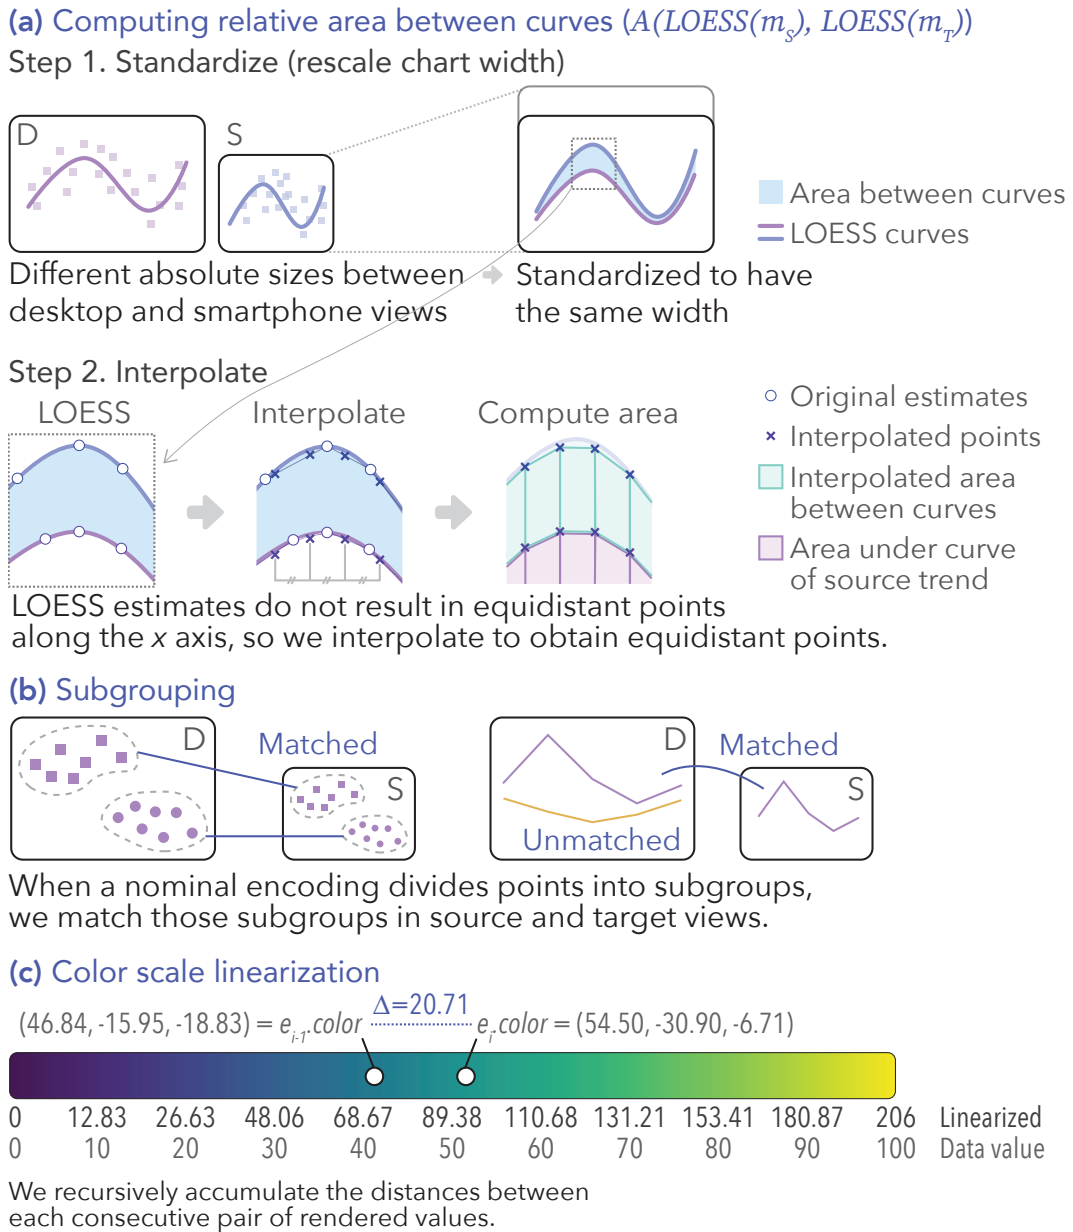 (a) Computing relative area between curves (A(LOESS(m_S), LOESS(m_T))
Step 1. Standardize (rescale chart width)
D
S
Area between curves
LOESS curves
Different absolute sizes between
desktop and smartphone views
Standardized to have
the same width
Step 2. Interpolate
LOESS
Interpolate
Compute area
Original estimates
Interpolated points
Interpolated area
between curves
Area under curve
of source trend
LOESS estimates do not result in equidistant points
along the x axis, so we interpolate to obtain equidistant points.
(b) Subgrouping
D
Matched
S
D
Matched
S
Unmatched
When a nominal encoding divides points into subgroups,
we match those subgroups in source and target views.
(c) Color scale linearization
(46.84, -15.95, -18.83) = e_i-1.color Δ=20.71 e_i.color = (54.50, -30.90, -6.71)
0 12.83 26.63 48.06 68.67 89.38 110.68 131.21 153.41 180.87 206 Linearized
0 10 20 30 40 50 60 70 80 90 100 Data value
We recursively accumulate the distances between
each consecutive pair of rendered values.